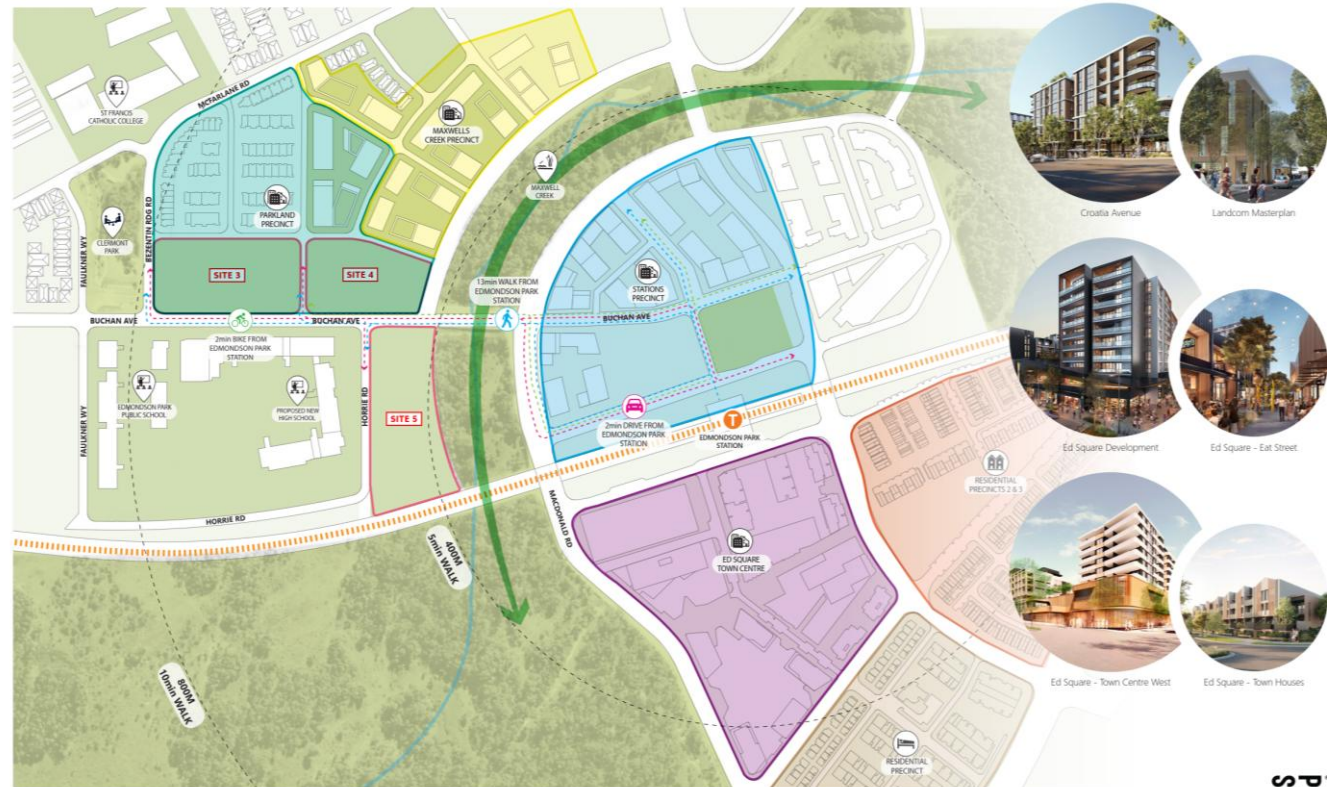 ST FRANCIS
CATHOLIC COLLEGE
MCFARLANE RD
MAXWELLS
CREEK PRECINCT
MAXWELL
CREEK
PARKLAND
PRECINCT
BEZENTIN RDG RD
CLERMONT
PARK
FAULKNER WY
SITE 3
SITE 4
STATIONS
PRECINCT
13min WALK FROM
EDMONDSON PARK
STATION
BUCHAN AVE
BUCHAN AVE
BUCHAN AVE
2min BIKE FROM
EDMONDSON PARK
STATION
EDMONDSON PARK
PUBLIC SCHOOL
PROPOSED NEW
HIGH SCHOOL
FAULKNER WY
HORRIE RD
SITE 5
2min DRIVE FROM
EDMONDSON PARK
STATION
T
EDMONDSON PARK
STATION
HORRIE RD
MACDONALD RD
400M
5min WALK
800M
10min WALK
ED SQUARE
TOWN CENTRE
RESIDENTIAL
PRECINCTS 2 & 3
RESIDENTIAL
PRECINCT
Croatia Avenue
Landcom Masterplan
Ed Square Development
Ed Square - Eat Street
Ed Square - Town Centre West
Ed Square - Town Houses
P
S